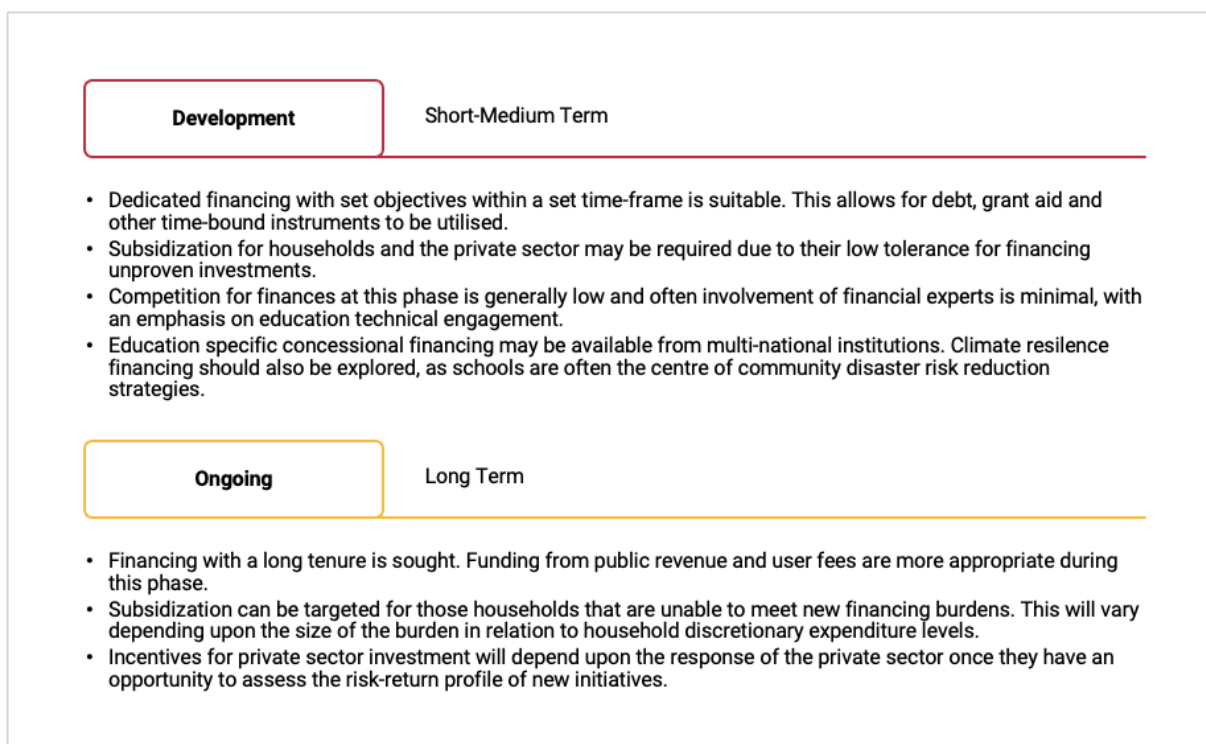 Development
Short-Medium Term
• Dedicated financing with set objectives within a set time-frame is suitable. This allows for debt, grant aid and
other time-bound instruments to be utilised.
• Subsidization for households and the private sector may be required due to their low tolerance for financing
unproven investments.
• Competition for finances at this phase is generally low and often involvement of financial experts is minimal, with
an emphasis on education technical engagement.
• Education specific concessional financing may be available from multi-national institutions. Climate resilence
financing should also be explored, as schools are often the centre of community disaster risk reduction
strategies.
Ongoing
Long Term
• Financing with a long tenure is sought. Funding from public revenue and user fees are more appropriate during
this phase.
• Subsidization can be targeted for those households that are unable to meet new financing burdens. This will vary
depending upon the size of the burden in relation to household discretionary expenditure levels.
• Incentives for private sector investment will depend upon the response of the private sector once they have an
opportunity to assess the risk-return profile of new initiatives.